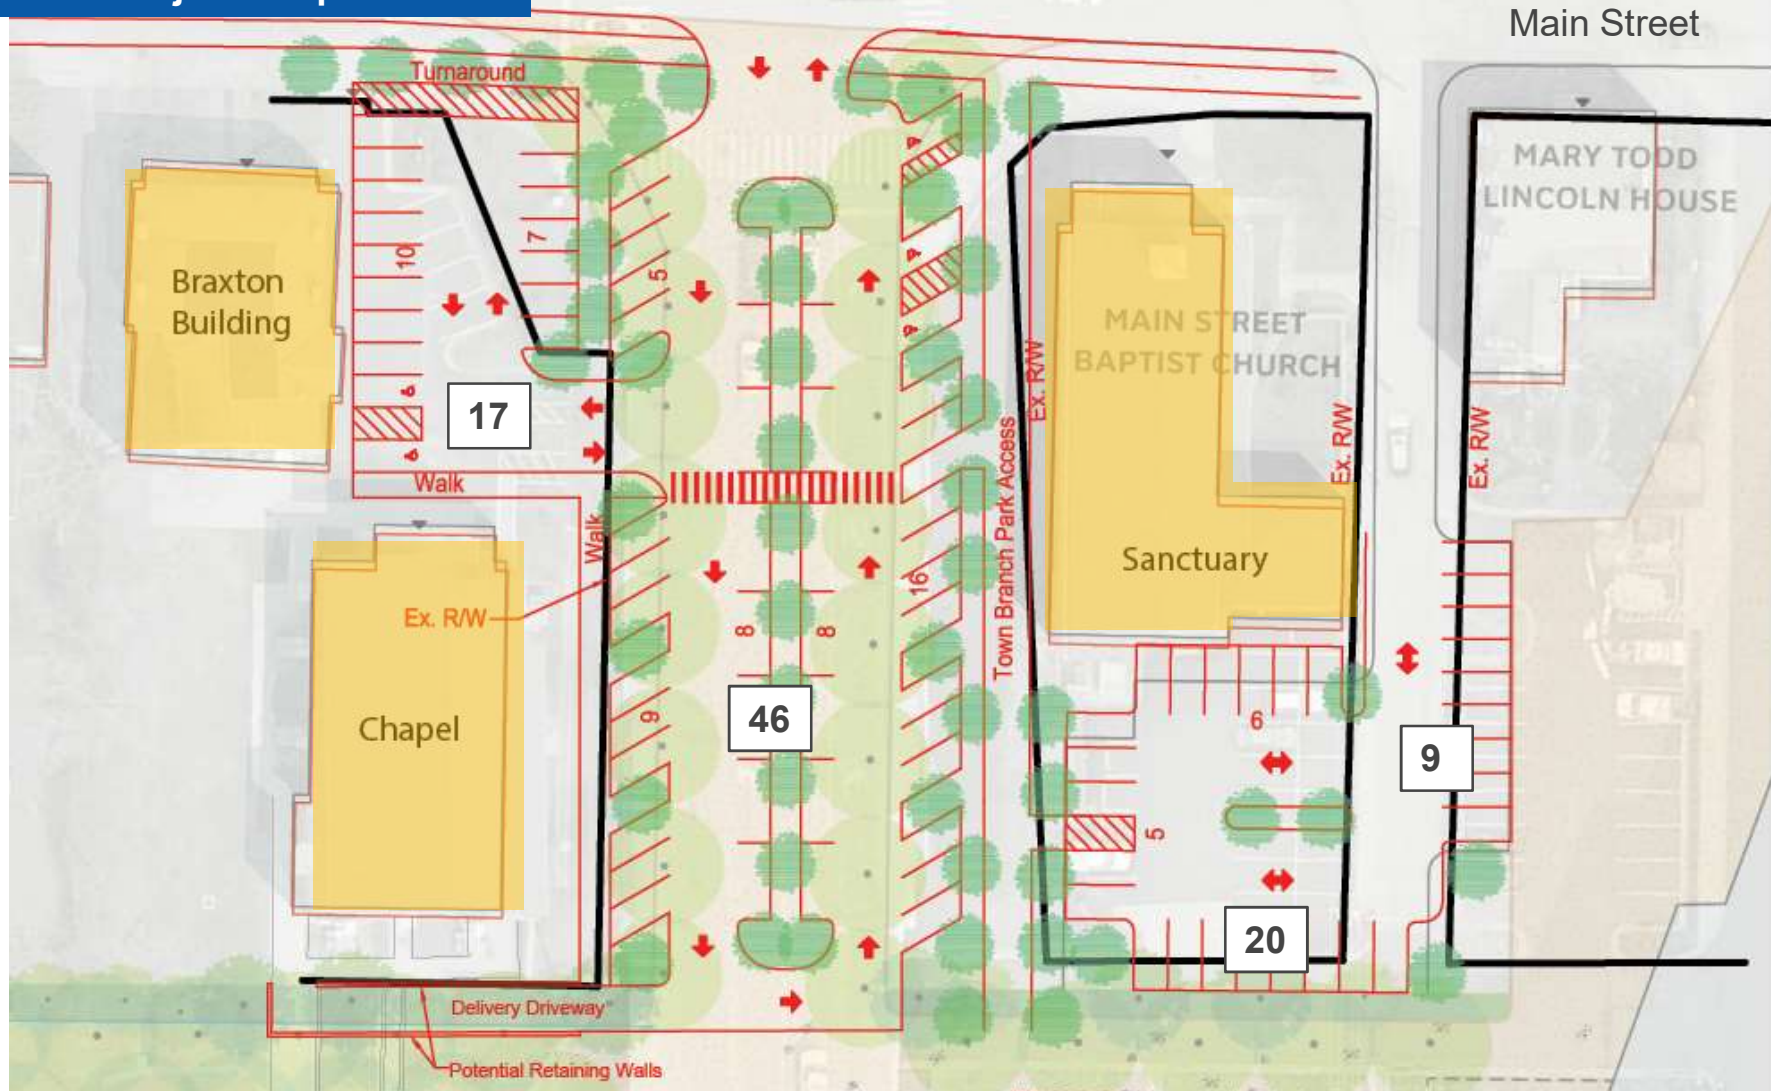 Main Street
Turnaround
MARY TODD
LINCOLN HOUSE
Braxton
Building
10
7
5
MAIN STREET
BAPTIST CHURCH
Ex. R/W
Ex. R/W
Ex. R/W
17
Walk
Walk
Town Branch Park Access
Sanctuary
Ex. R/W
16
8
8
Chapel
9
46
6
9
5
20
Delivery Driveway
Potential Retaining Walls